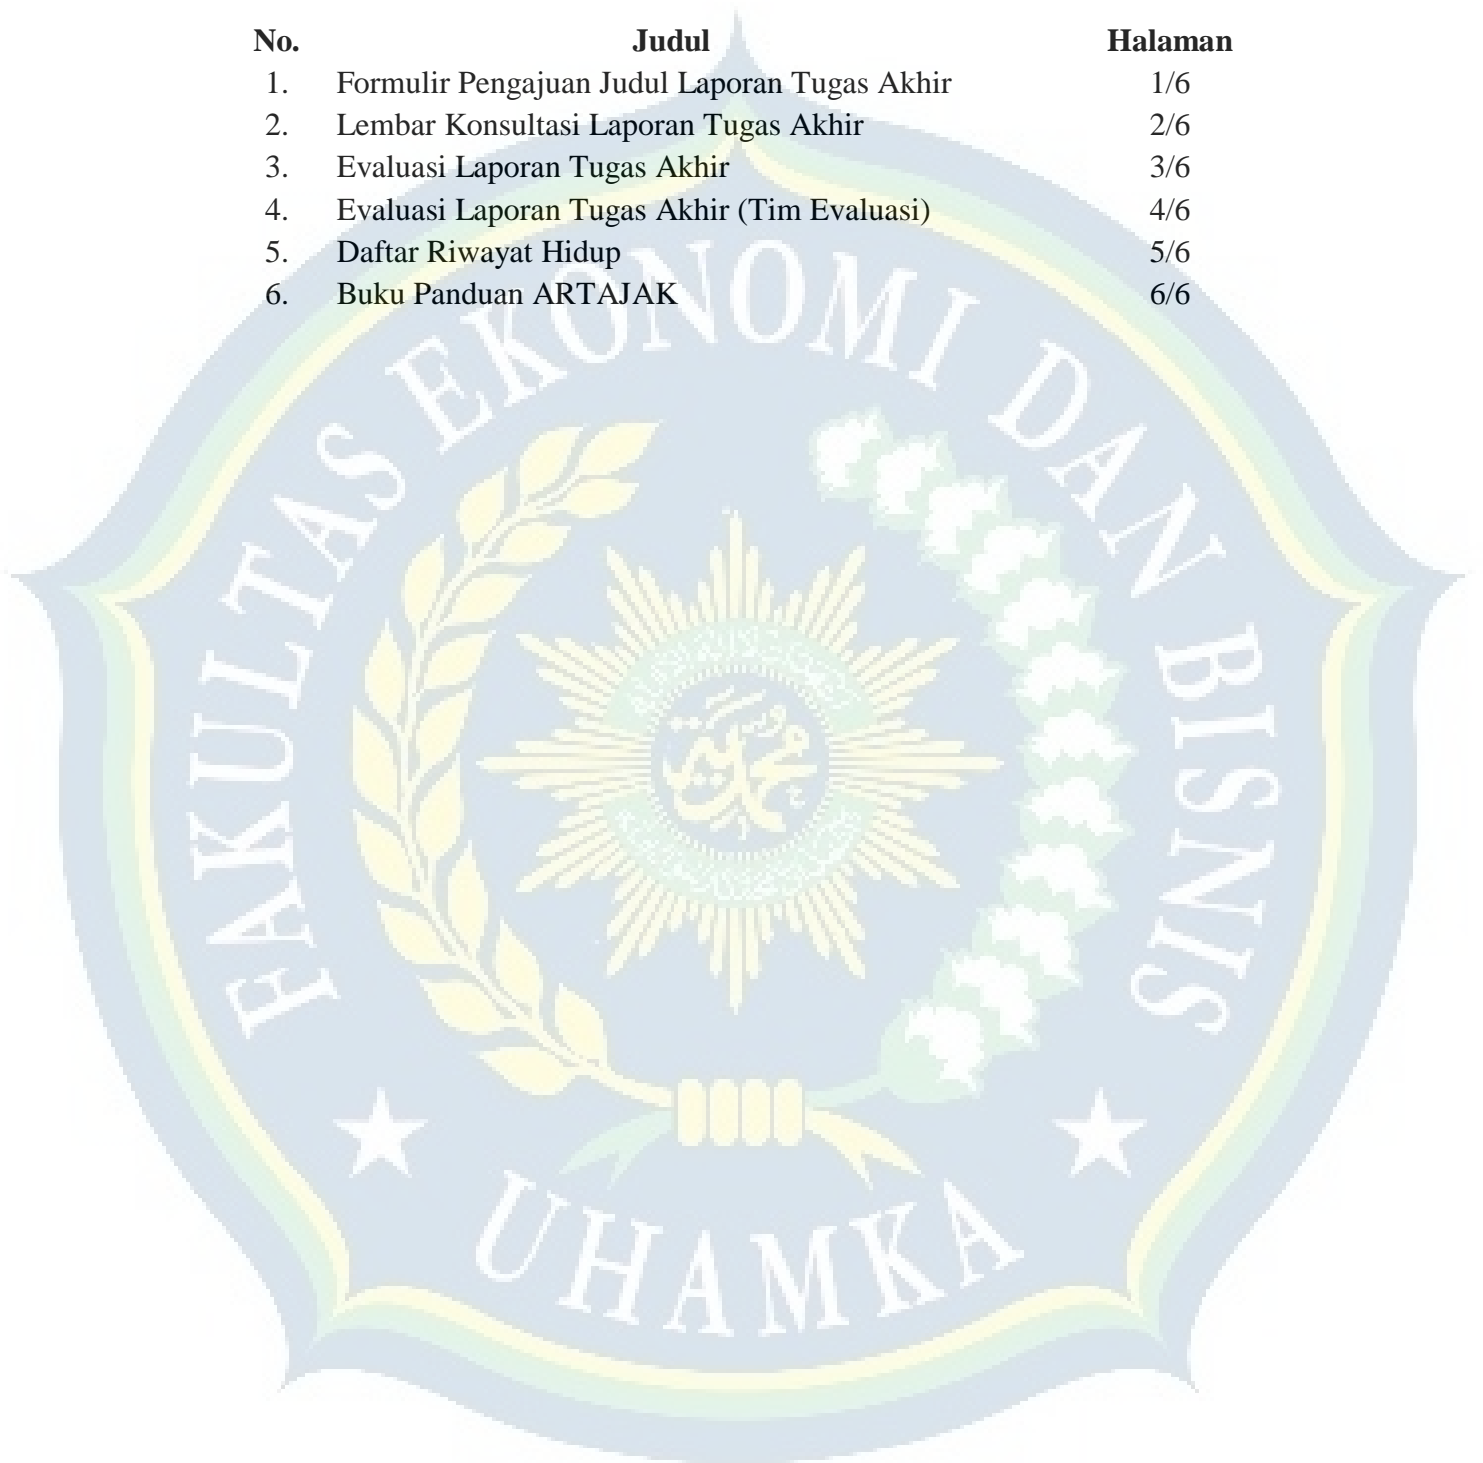 No. Judul Halaman
1. Formulir Pengajuan Judul Laporan Tugas Akhir 1/6
2. Lembar Konsultasi Laporan Tugas Akhir 2/6
3. Evaluasi Laporan Tugas Akhir 3/6
4. Evaluasi Laporan Tugas Akhir (Tim Evaluasi) 4/6
5. Daftar Riwayat Hidup 5/6
6. Buku Panduan ARTAJAK 6/6
FAKULTAS EKONOMI DAN BISNIS
UHAMKA